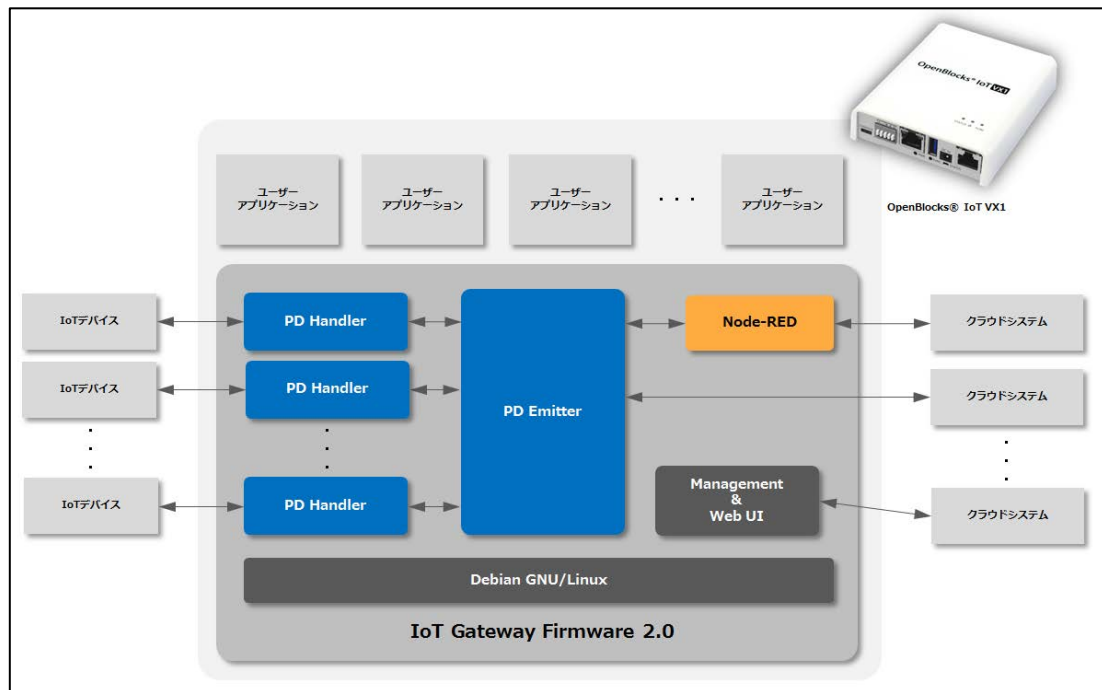 OpenBlocks® IoT VX1
ユーザー
アプリケーション
ユーザー
アプリケーション
ユーザー
アプリケーション
・・・
ユーザー
アプリケーション
OpenBlocks® IoT VX1
IoTデバイス
PD Handler
PD Emitter
Node-RED
クラウドシステム
IoTデバイス
PD Handler
クラウドシステム
IoTデバイス
PD Handler
Management
&
Web UI
クラウドシステム
Debian GNU/Linux
IoT Gateway Firmware 2.0